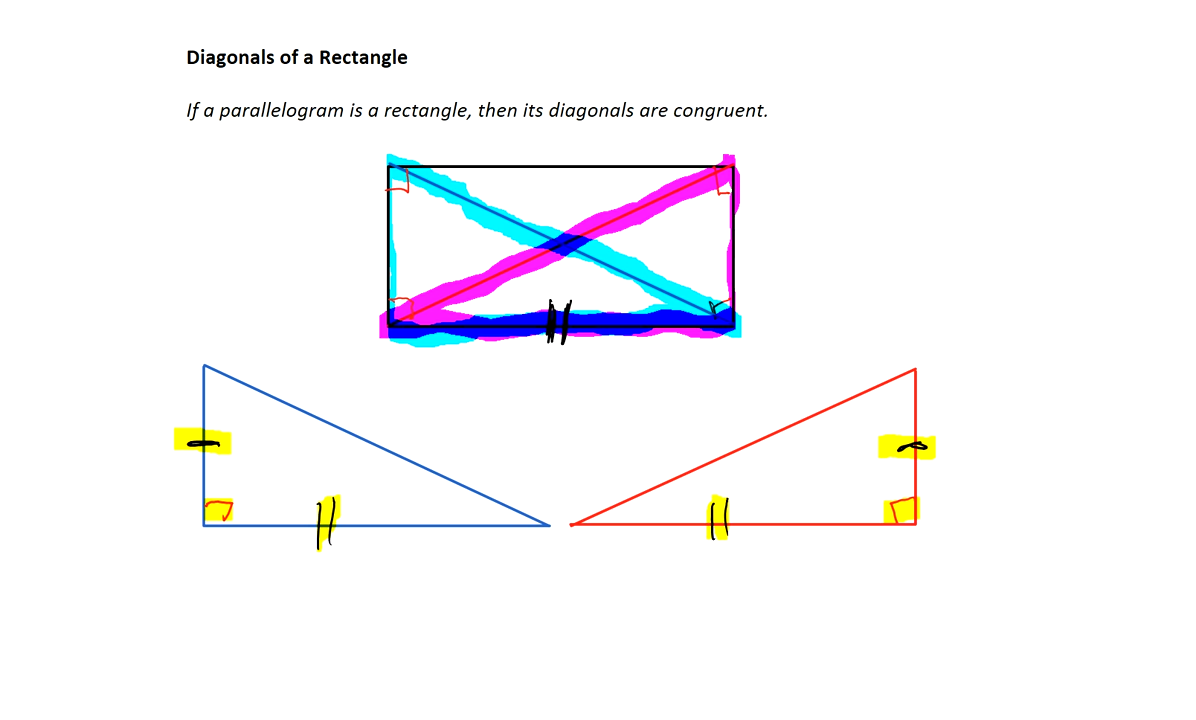 Diagonals of a Rectangle
If a parallelogram is a rectangle, then its diagonals are congruent.